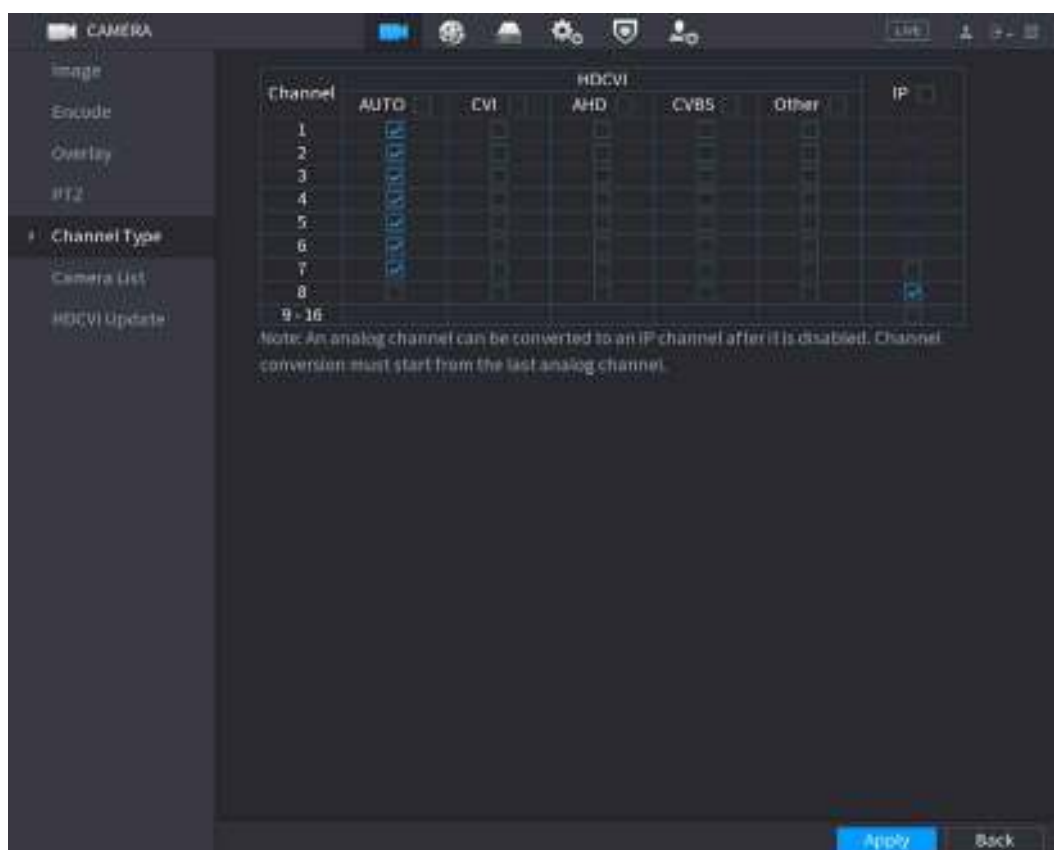 CAMERA
LIVE
Image
Encode
Overlay
PTZ
Channel Type
Camera List
HDCVI Update
Channel
HDCVI
IP
AUTO CVI AHD CVBS Other
1
2
3
4
5
6
7
8
9 - 16
Note: An analog channel can be converted to an IP channel after it is disabled. Channel
conversion must start from the last analog channel.
Apply
Back